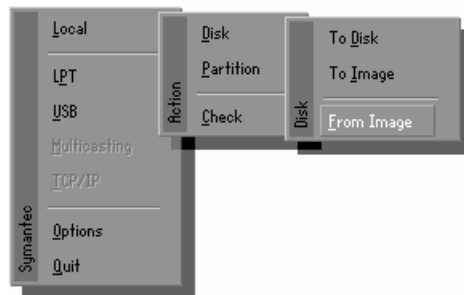 Symantec
Local
LPT
USB
Multicasting
TCP/IP
Options
Quit
Action
Disk
Partition
Check
Disk
To Disk
To Image
From Image